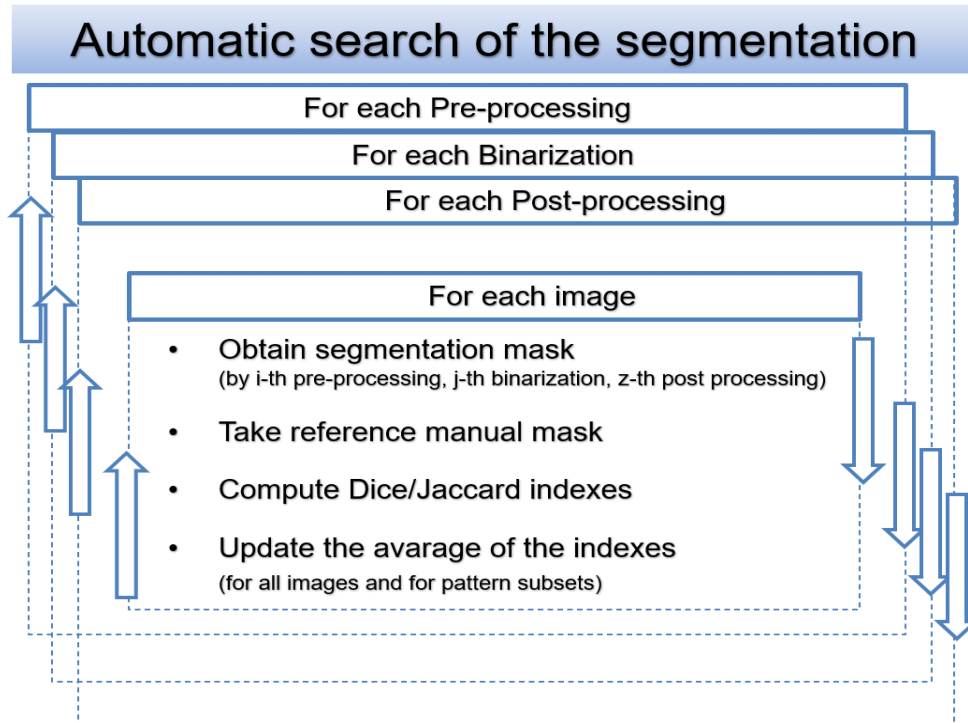 Automatic search of the segmentation
For each Pre-processing
For each Binarization
For each Post-processing
For each image
• Obtain segmentation mask
(by i-th pre-processing, j-th binarization, z-th post processing)
• Take reference manual mask
• Compute Dice/Jaccard indexes
• Update the avarage of the indexes
(for all images and for pattern subsets)